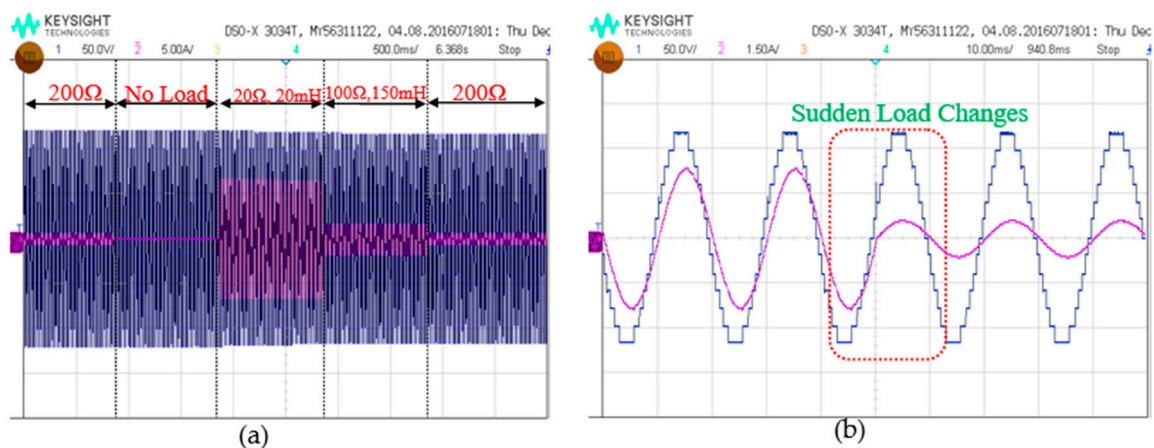 KEYSIGHT
TECHNOLOGIES
DSO-X 3034T, MY56311122, 04.08.2016071801: Thu Dec
1 50.0V/ 2 5.00A/ 3 4 500.0ms/ 6.368s Stop
200Ω No Load 20Ω, 20mH 100Ω,150mH 200Ω
(a)
KEYSIGHT
TECHNOLOGIES
DSO-X 3034T, MY56311122, 04.08.2016071801: Thu Dec
1 50.0V/ 2 1.50A/ 3 4 10.00ms/ 940.8ms Stop
Sudden Load Changes
(b)